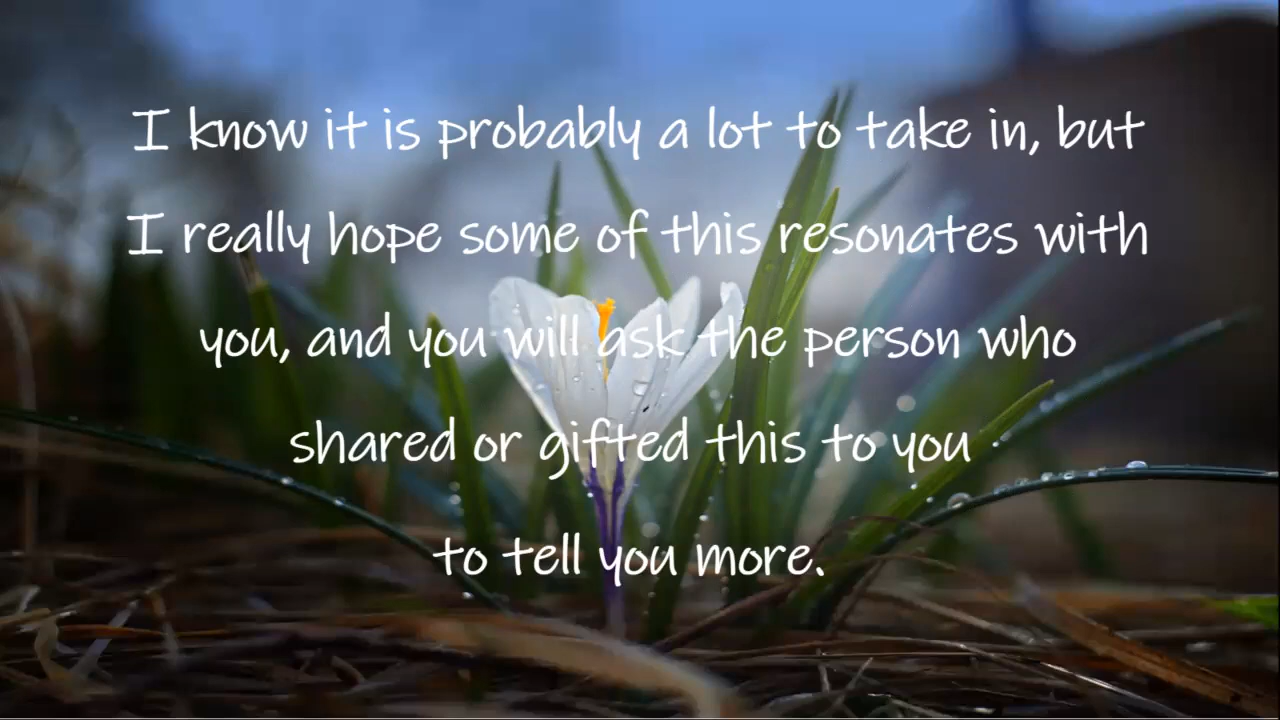 I know it is probably a lot to take in, but
I really hope some of this resonates with
you, and you will ask the person who
shared or gifted this to you
to tell you more.